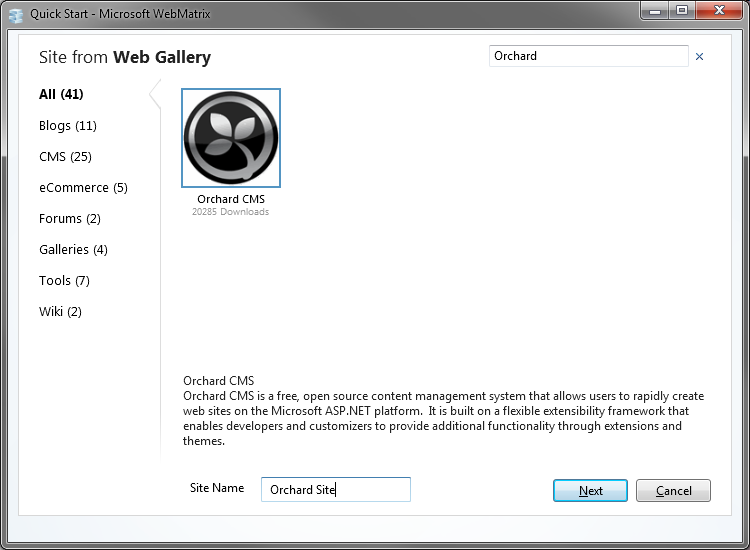 Quick Start - Microsoft WebMatrix
Site from Web Gallery
Orchard
All (41)
Blogs (11)
CMS (25)
eCommerce (5)
Forums (2)
Galleries (4)
Tools (7)
Wiki (2)
Orchard CMS
20285 Downloads
Orchard CMS
Orchard CMS is a free, open source content management system that allows users to rapidly create
web sites on the Microsoft ASP.NET platform.  It is built on a flexible extensibility framework that
enables developers and customizers to provide additional functionality through extensions and
themes.
Site Name Orchard Site Next Cancel